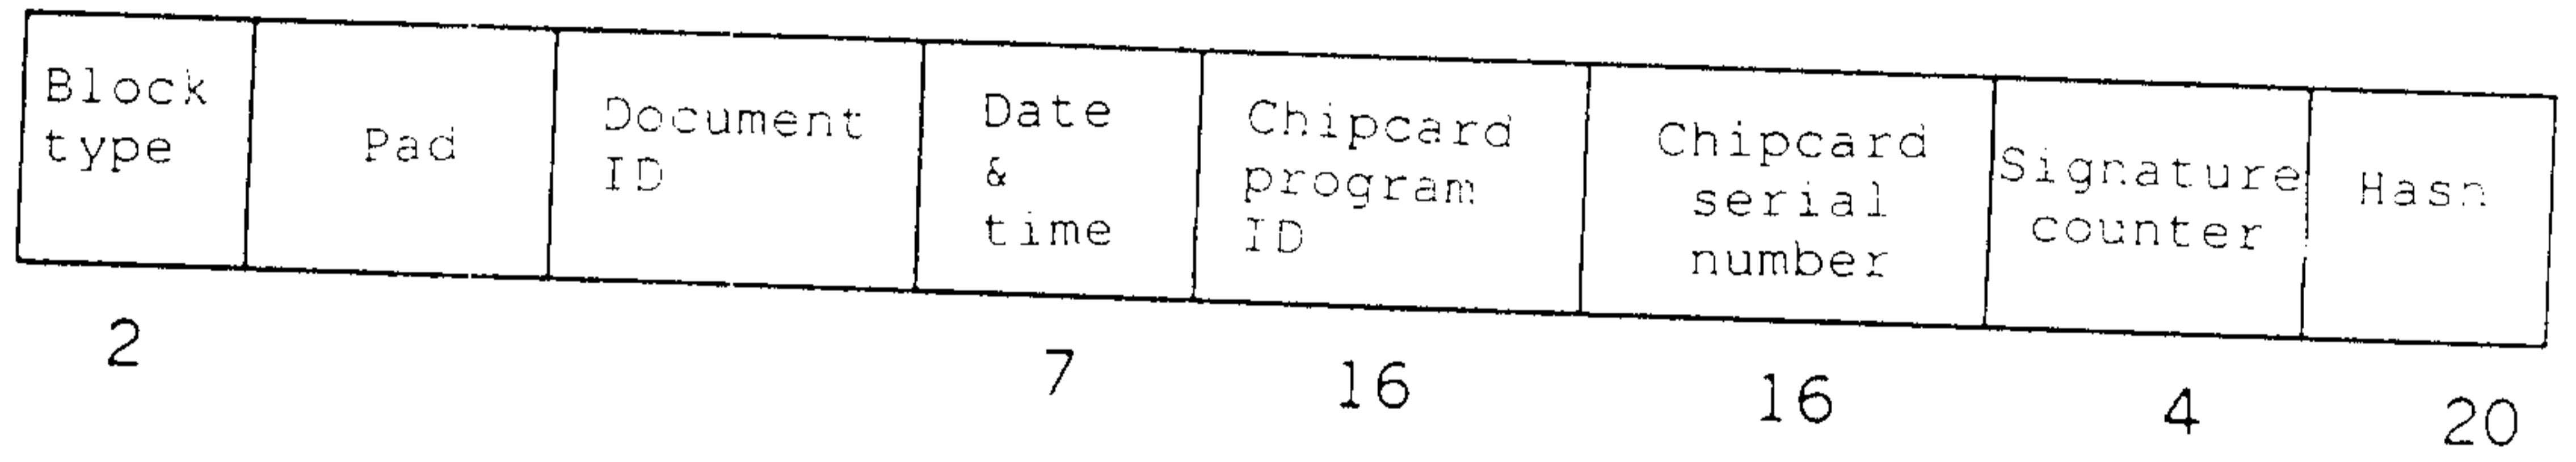 Block
type
Pad
Document
ID
Date
&
time
Chipcard
program
ID
Chipcard
serial
number
Signature
counter
Hash
2
7
16
16
4
20